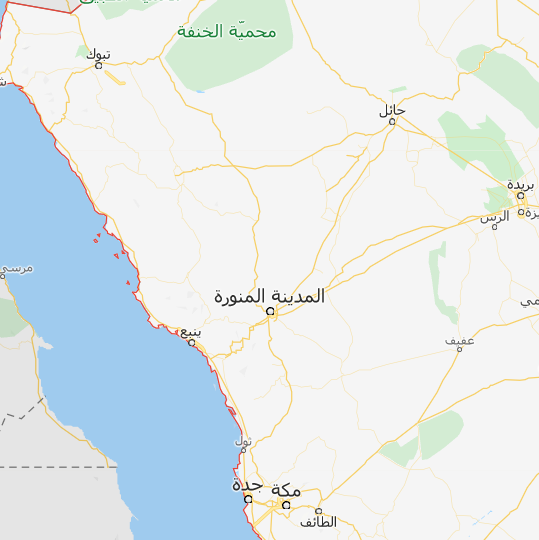 محميّة الخنفة
تبوك
حائل
بريدة
الرس
المدينة المنورة
ينبع
عفيف
ثول
جدة
مكة
الطائف